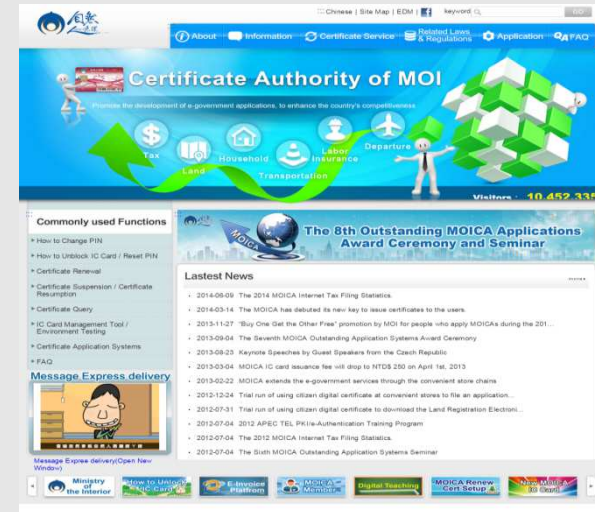 Chinese | Site Map | EDM |
keyword
GO
自然
人憑證
About
Information
Certificate Service
Related Laws
& Regulations
Application
FAQ
Certificate Authority of MOI
Promote the development of e-government applications, to enhance the country's competitiveness
Tax
Land
Household
Transportation
Labor
Insurance
Departure
Visitors : 10,452,335
Commonly used Functions
How to Change PIN
How to Unblock IC Card / Reset PIN
Certificate Renewal
Certificate Suspension / Certificate
Resumption
Certificate Query
IC Card Management Tool /
Environment Testing
Certificate Application Systems
FAQ
Message Express delivery
Message Expree delivery(Open New
Window)
MOICA
The 8th Outstanding MOICA Applications
Award Ceremony and Seminar
Lastest News
2014-06-09 The 2014 MOICA Internet Tax Filing Statistics.
2014-03-14 The MOICA has debuted its new key to issue certificates to the users.
2013-11-27 "Buy One Get the Other Free" promotion by MOI for people who apply MOICAs during the 201...
2013-09-04 The Seventh MOICA Outstanding Application Systems Award Ceremony
2013-08-23 Keynote Speeches by Guest Speakers from the Czech Republic
2013-03-04 MOICA IC card issuance fee will drop to NTD$ 250 on April 1st, 2013
2013-02-22 MOICA extends the e-government services through the convenient store chains
2012-12-24 Trial run of using citizen digital certificate at convenient stores to file an application...
2012-07-31 Trial run of using citizen digital certificate to download the Land Registration Electroni...
2012-07-04 2012 APEC TEL PKI/e-Authentication Training Program
2012-07-04 The 2012 MOICA Internet Tax Filing Statistics.
2012-07-04 The Sixth MOICA Outstanding Application Systems Seminar
Ministry
of
the Interior
How to Unlock
IC Card
E-Invoice
Platfrom
MOICA
Member
Digital Teaching
MOICA Renew
Cert Setup
New MOICA
IC Card